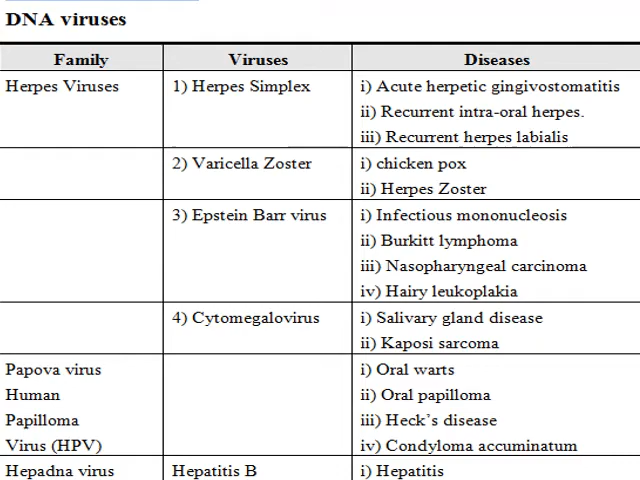 DNA viruses
Family Viruses Diseases
Herpes Viruses 1) Herpes Simplex i) Acute herpetic gingivostomatitis
ii) Recurrent intra-oral herpes.
iii) Recurrent herpes labialis
2) Varicella Zoster i) chicken pox
ii) Herpes Zoster
3) Epstein Barr virus i) Infectious mononucleosis
ii) Burkitt lymphoma
iii) Nasopharyngeal carcinoma
iv) Hairy leukoplakia
4) Cytomegalovirus i) Salivary gland disease
ii) Kaposi sarcoma
Papova virus i) Oral warts
Human ii) Oral papilloma
Papilloma iii) Heck's disease
Virus (HPV) iv) Condyloma accuminatum
Hepadna virus Hepatitis B i) Hepatitis